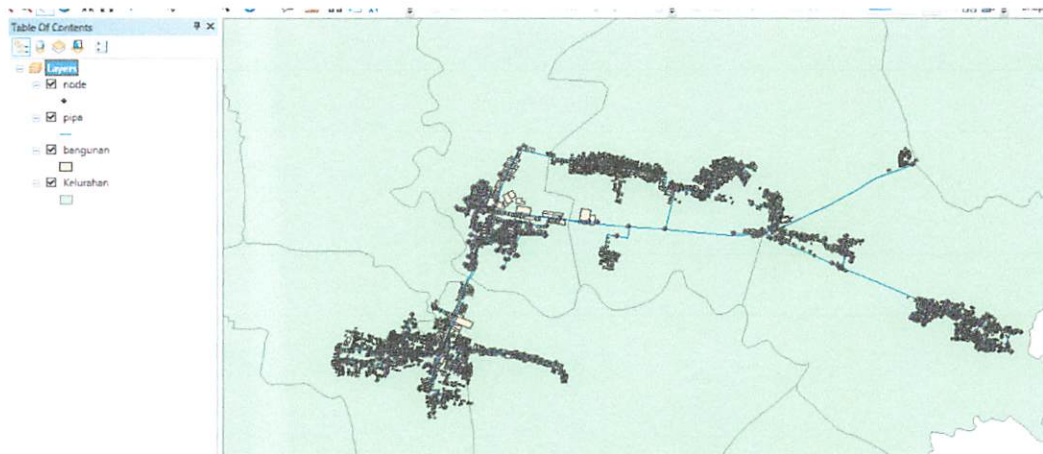 Table Of Contents
Layers
node
pipa
bangunan
Kelurahan